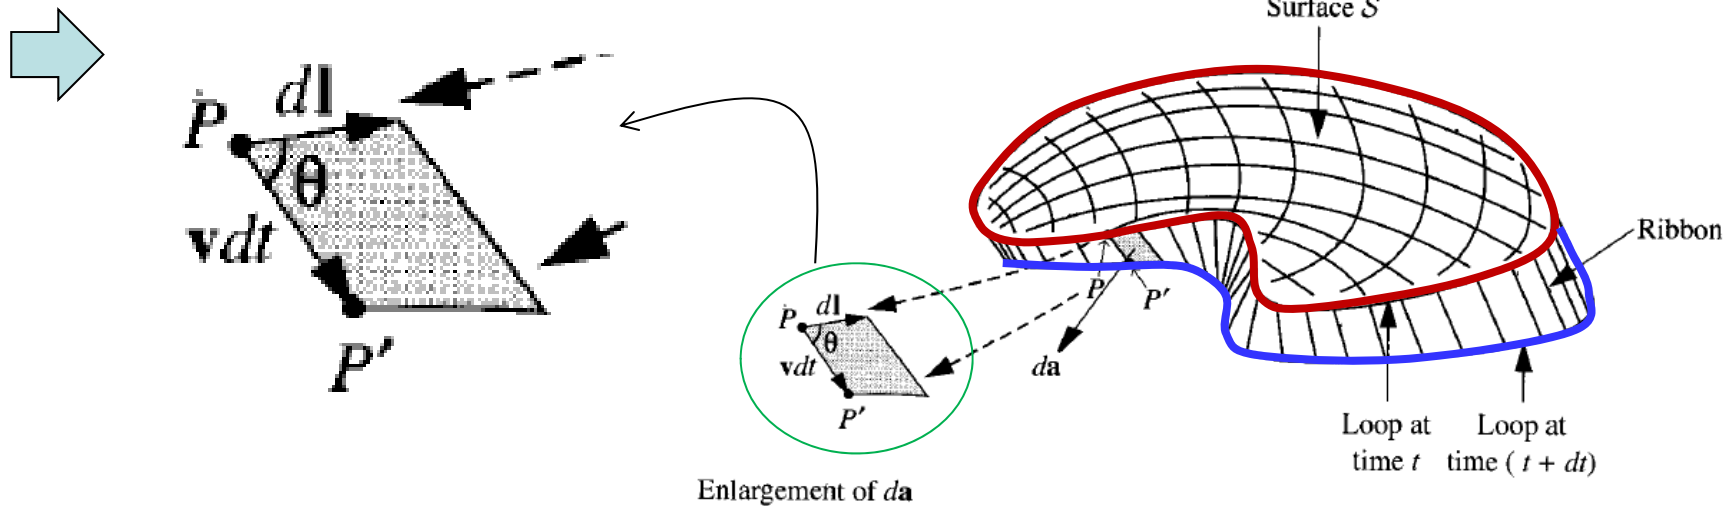 Surface S
dl
P
θ
vdt
P′
Ribbon
P
P′
da
P
dl
θ
vdt
P′
Loop at
time t
Loop at
time ( t + dt)
Enlargement of da